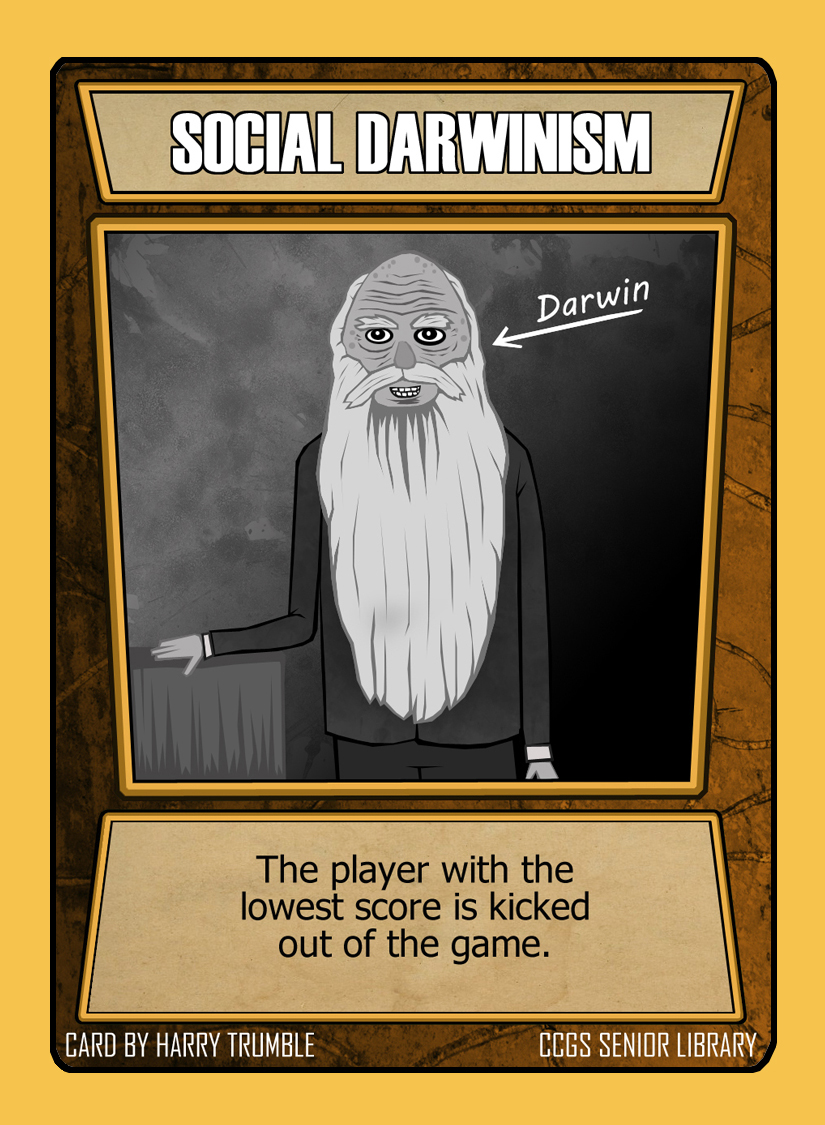 SOCIAL DARWINISM
Darwin
The player with the
lowest score is kicked
out of the game.
CARD BY HARRY TRUMBLE
CCGS SENIOR LIBRARY